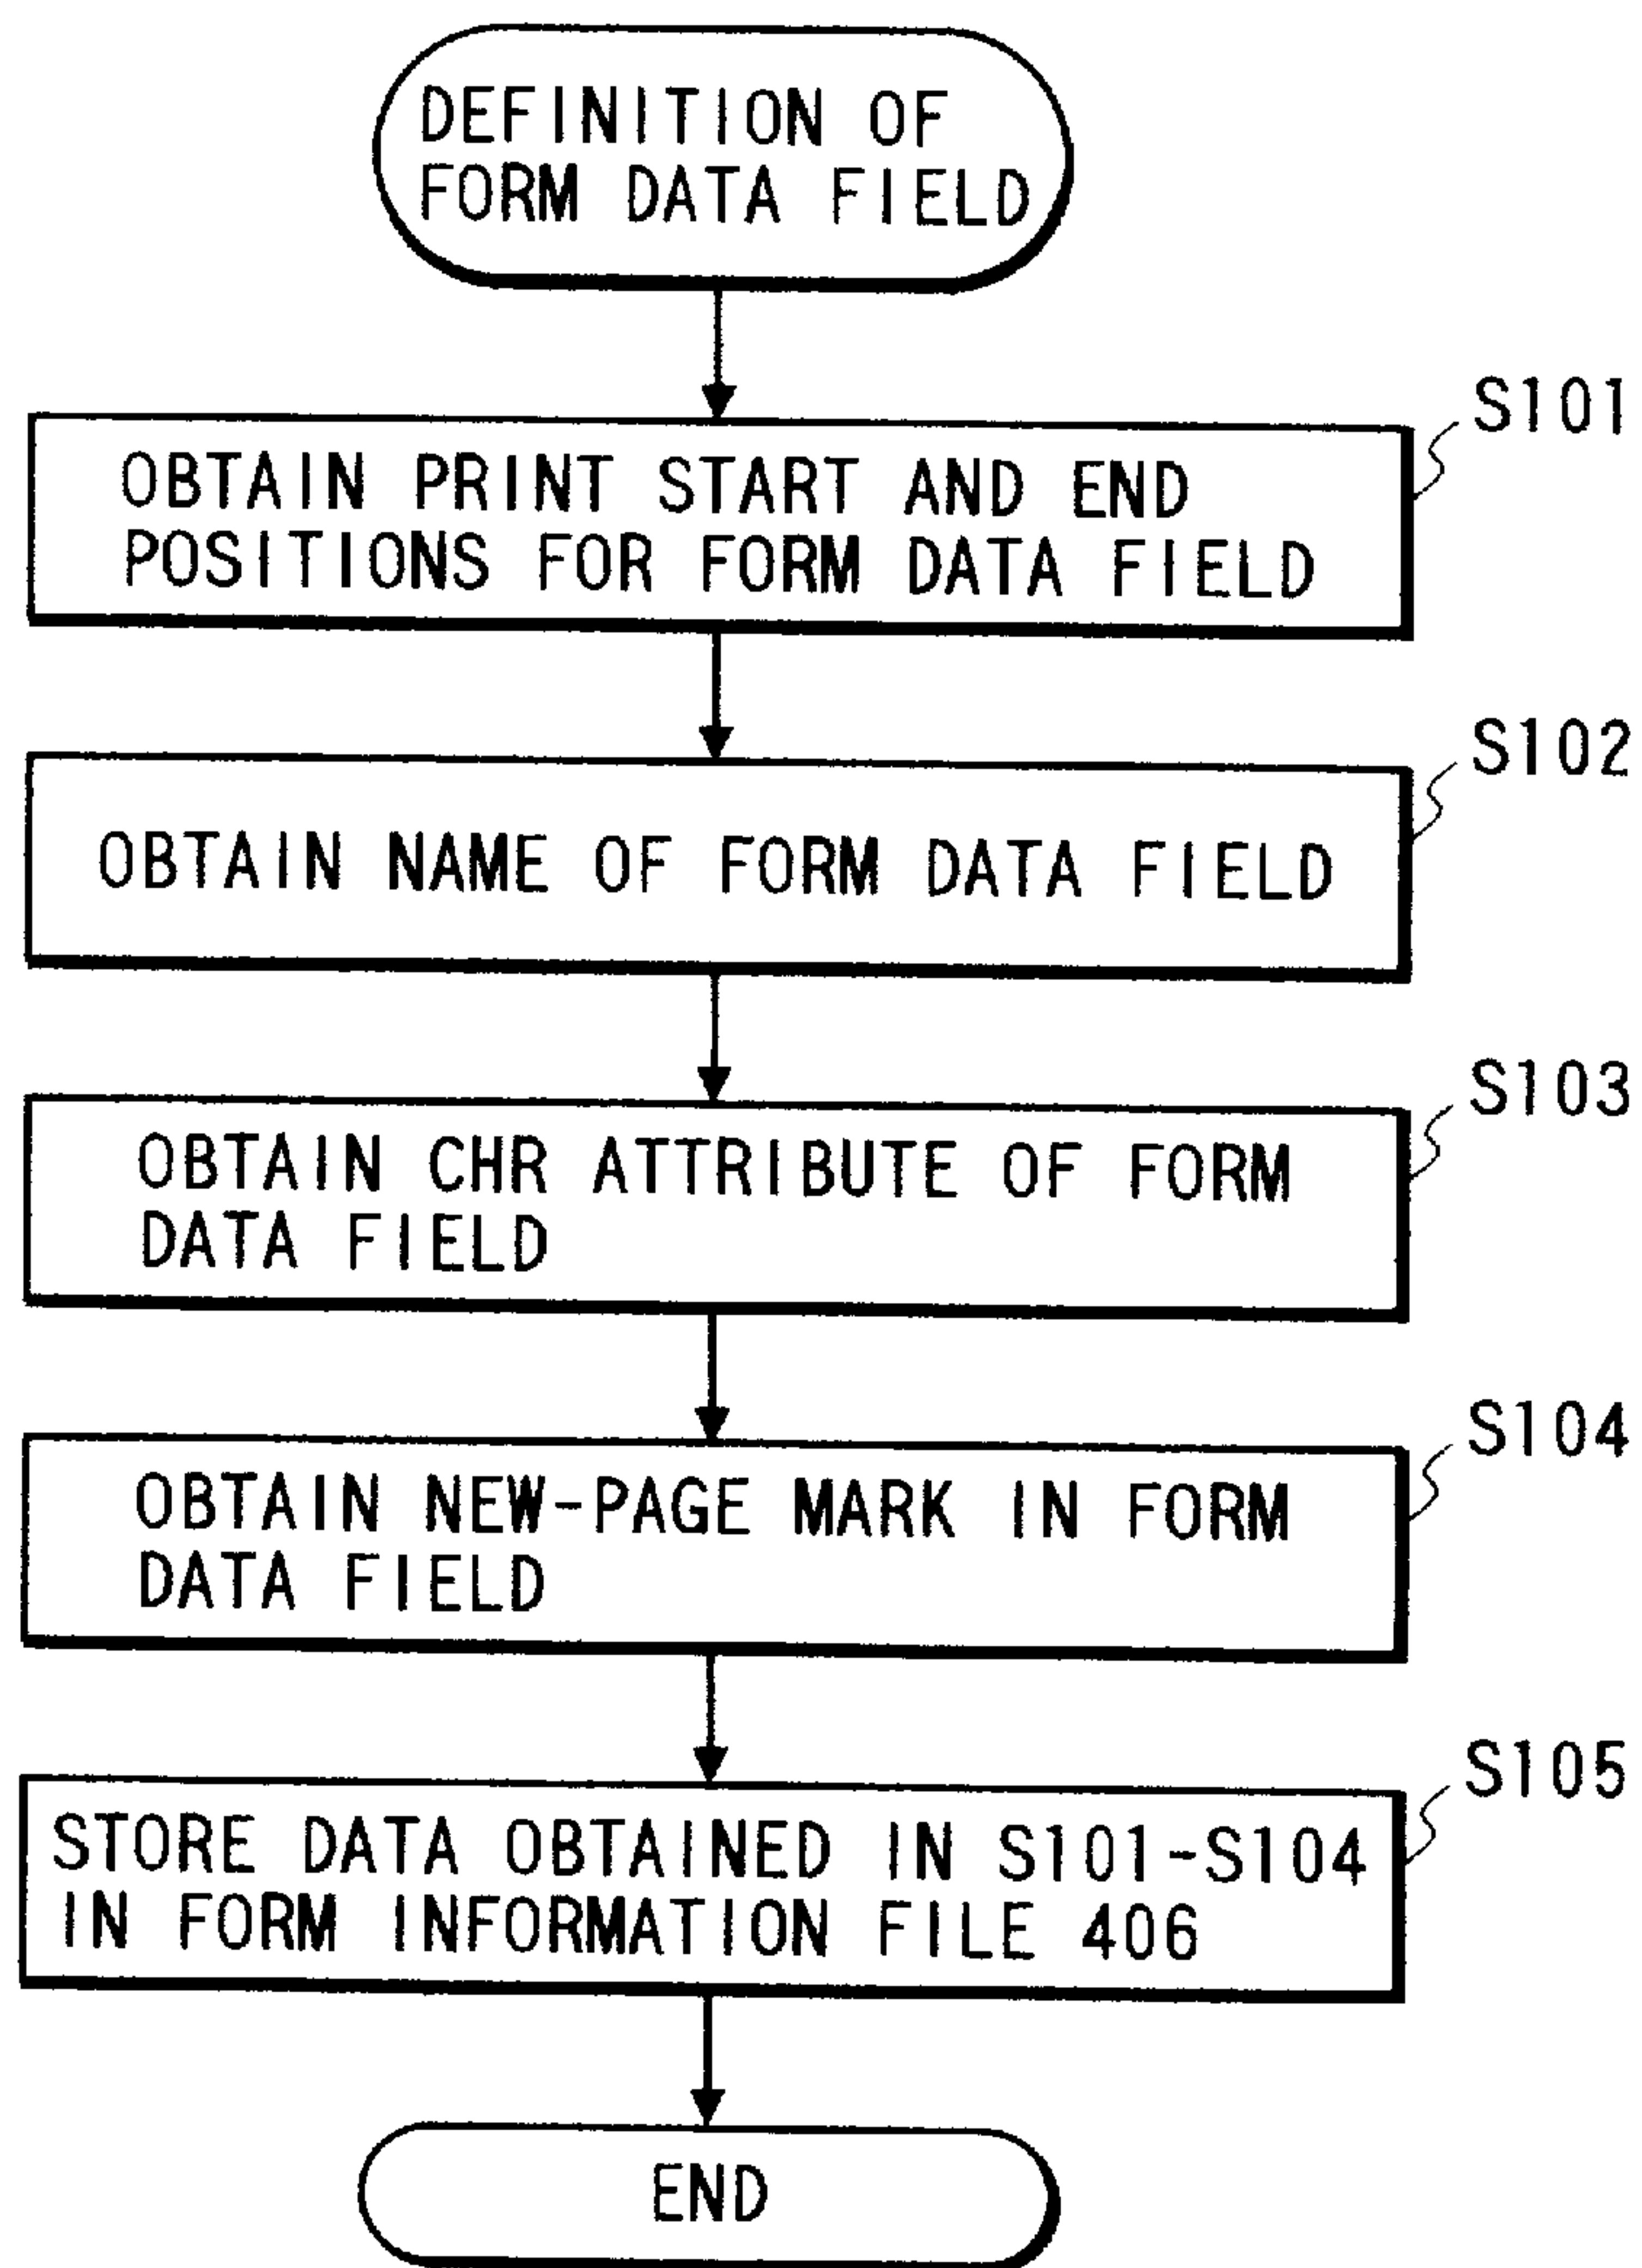 DEFINITION OF
FORM DATA FIELD
S101
OBTAIN PRINT START AND END
POSITIONS FOR FORM DATA FIELD
S102
OBTAIN NAME OF FORM DATA FIELD
S103
OBTAIN CHR ATTRIBUTE OF FORM
DATA FIELD
S104
OBTAIN NEW-PAGE MARK IN FORM
DATA FIELD
S105
STORE DATA OBTAINED IN S101-S104
IN FORM INFORMATION FILE 406
END